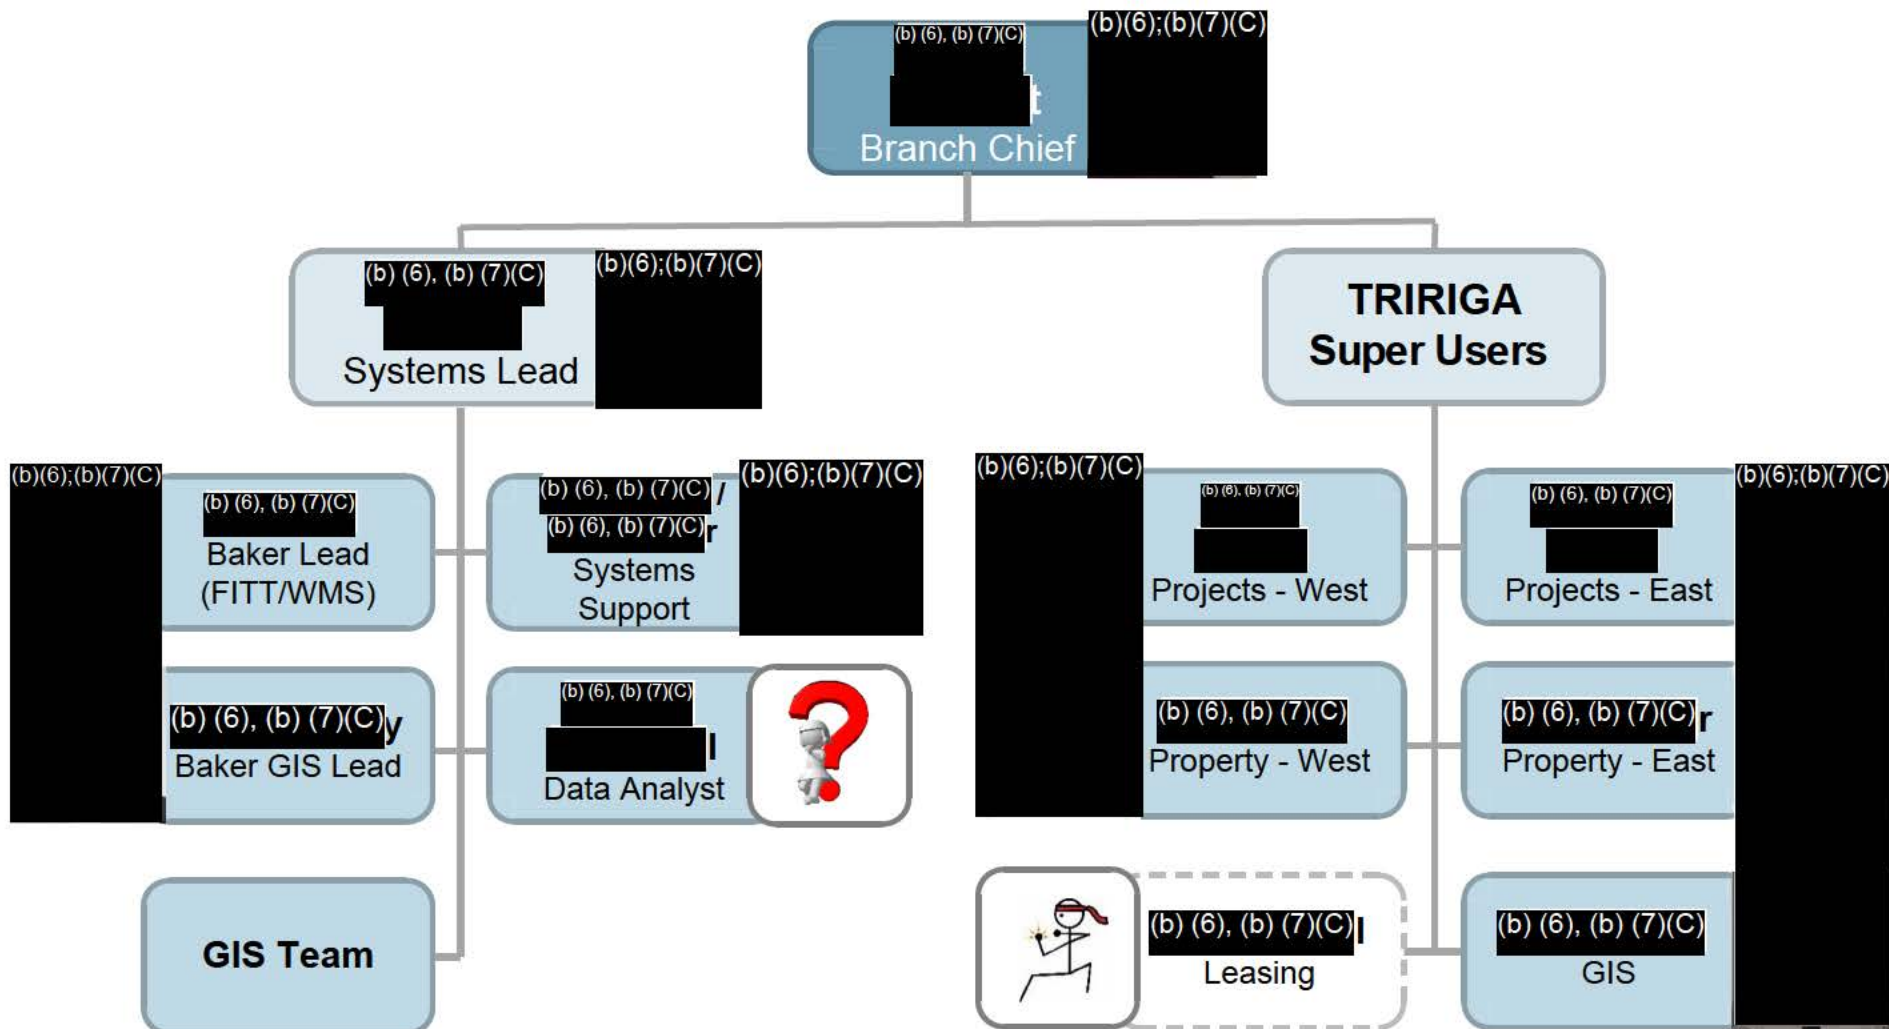 (b) (6), (b) (7)(C)
(b)(6);(b)(7)(C)
t
Branch Chief
(b) (6), (b) (7)(C)
(b)(6);(b)(7)(C)
Systems Lead
TRIRIGA
Super Users
(b)(6);(b)(7)(C)
(b) (6), (b) (7)(C)
Baker Lead
(FITT/WMS)
(b) (6), (b) (7)(C) /
(b) (6), (b) (7)(C) r
Systems
Support
(b)(6);(b)(7)(C)
(b)(6);(b)(7)(C)
(b) (6), (b) (7)(C)
Projects - West
(b) (6), (b) (7)(C)
Projects - East
(b)(6);(b)(7)(C)
(b) (6), (b) (7)(C) y
Baker GIS Lead
(b) (6), (b) (7)(C)
l
Data Analyst
(b) (6), (b) (7)(C)
Property - West
(b) (6), (b) (7)(C) r
Property - East
GIS Team
(b) (6), (b) (7)(C) l
Leasing
(b) (6), (b) (7)(C)
GIS